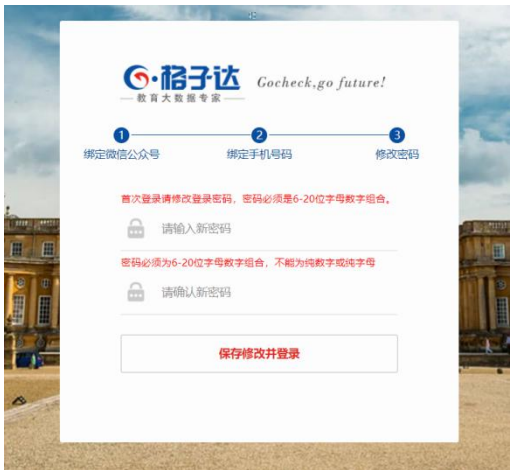 格子达
Gocheck,go future!
教育大数据专家
1 2 3
绑定微信公众号 绑定手机号码 修改密码
首次登录请修改登录密码，密码必须是6-20位字母数字组合。
请输入新密码
密码必须为6-20位字母数字组合，不能为纯数字或纯字母
请确认新密码
保存修改并登录